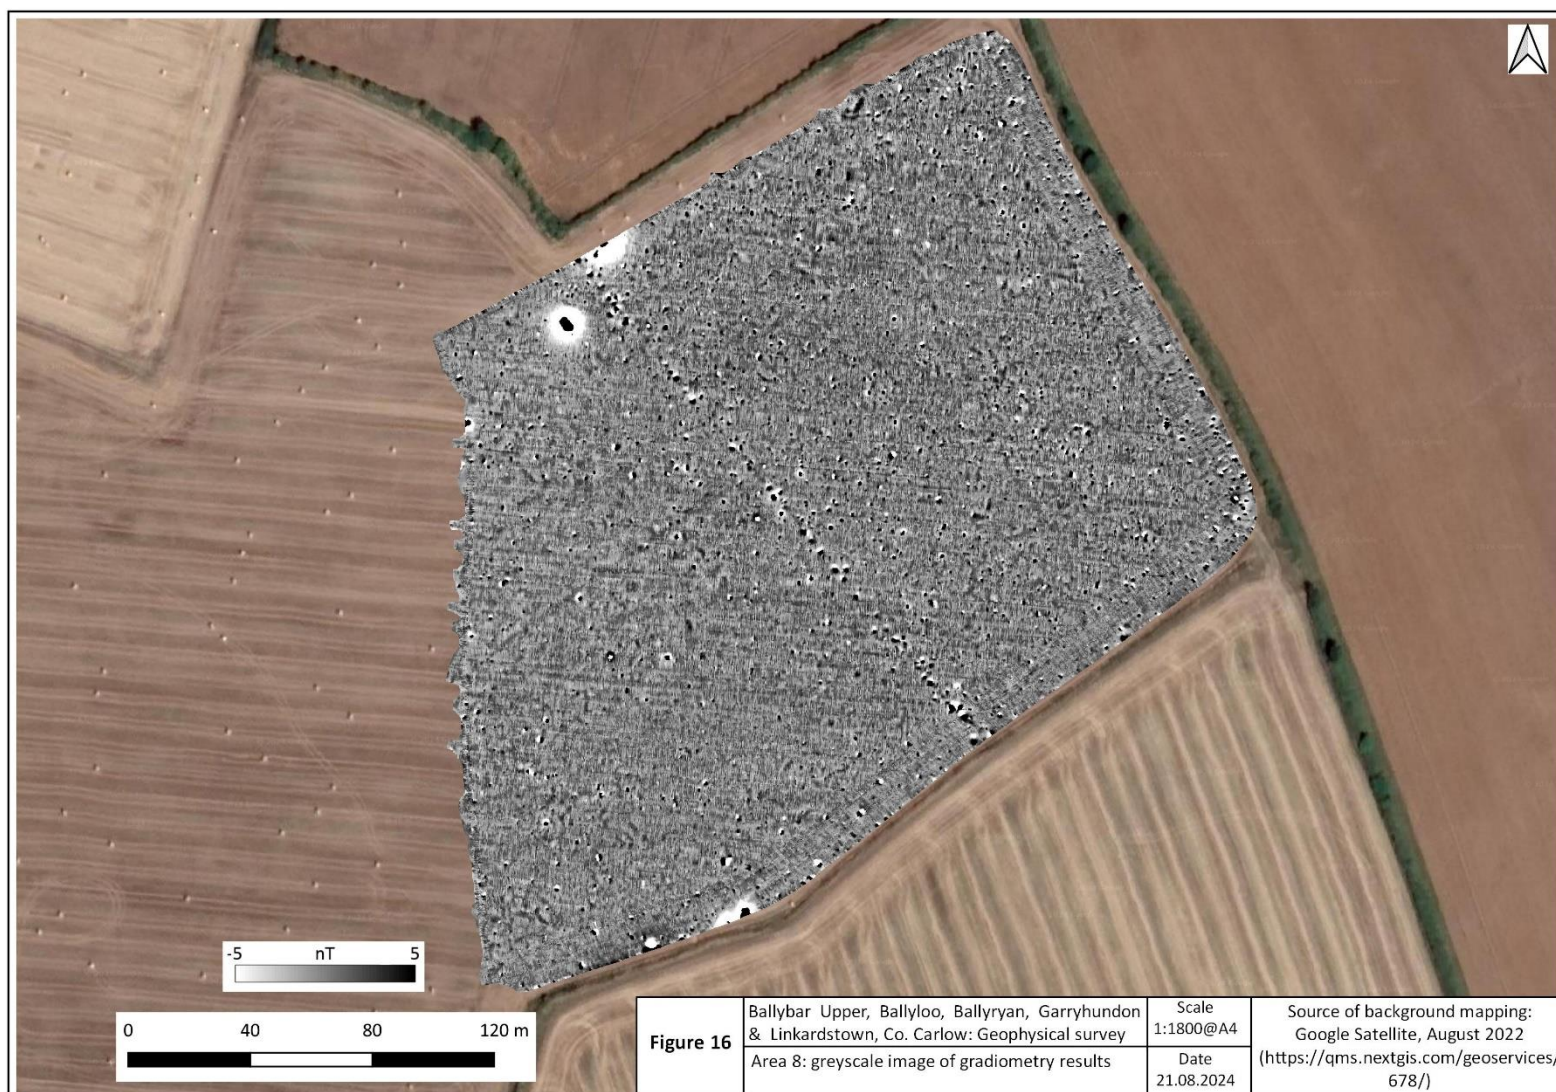 -5 nT 5
0 40 80 120 m
Figure 16
Ballybar Upper, Ballyloo, Ballyryan, Garryhundon
& Linkardstown, Co. Carlow: Geophysical survey
Area 8: greyscale image of gradiometry results
Scale
1:1800@A4
Date
21.08.2024
Source of background mapping:
Google Satellite, August 2022
(https://qms.nextgis.com/geoservices/
678/)